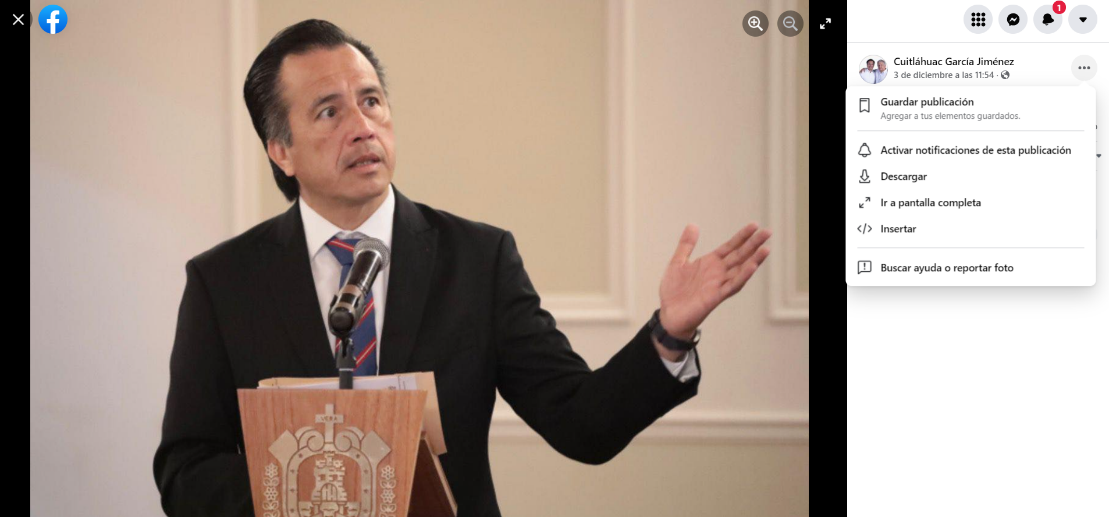 1
Cuitláhuac García Jiménez
3 de diciembre a las 11:54 ·
Guardar publicación
Agregar a tus elementos guardados.
Activar notificaciones de esta publicación
Descargar
Ir a pantalla completa
Insertar
Buscar ayuda o reportar foto
VERA